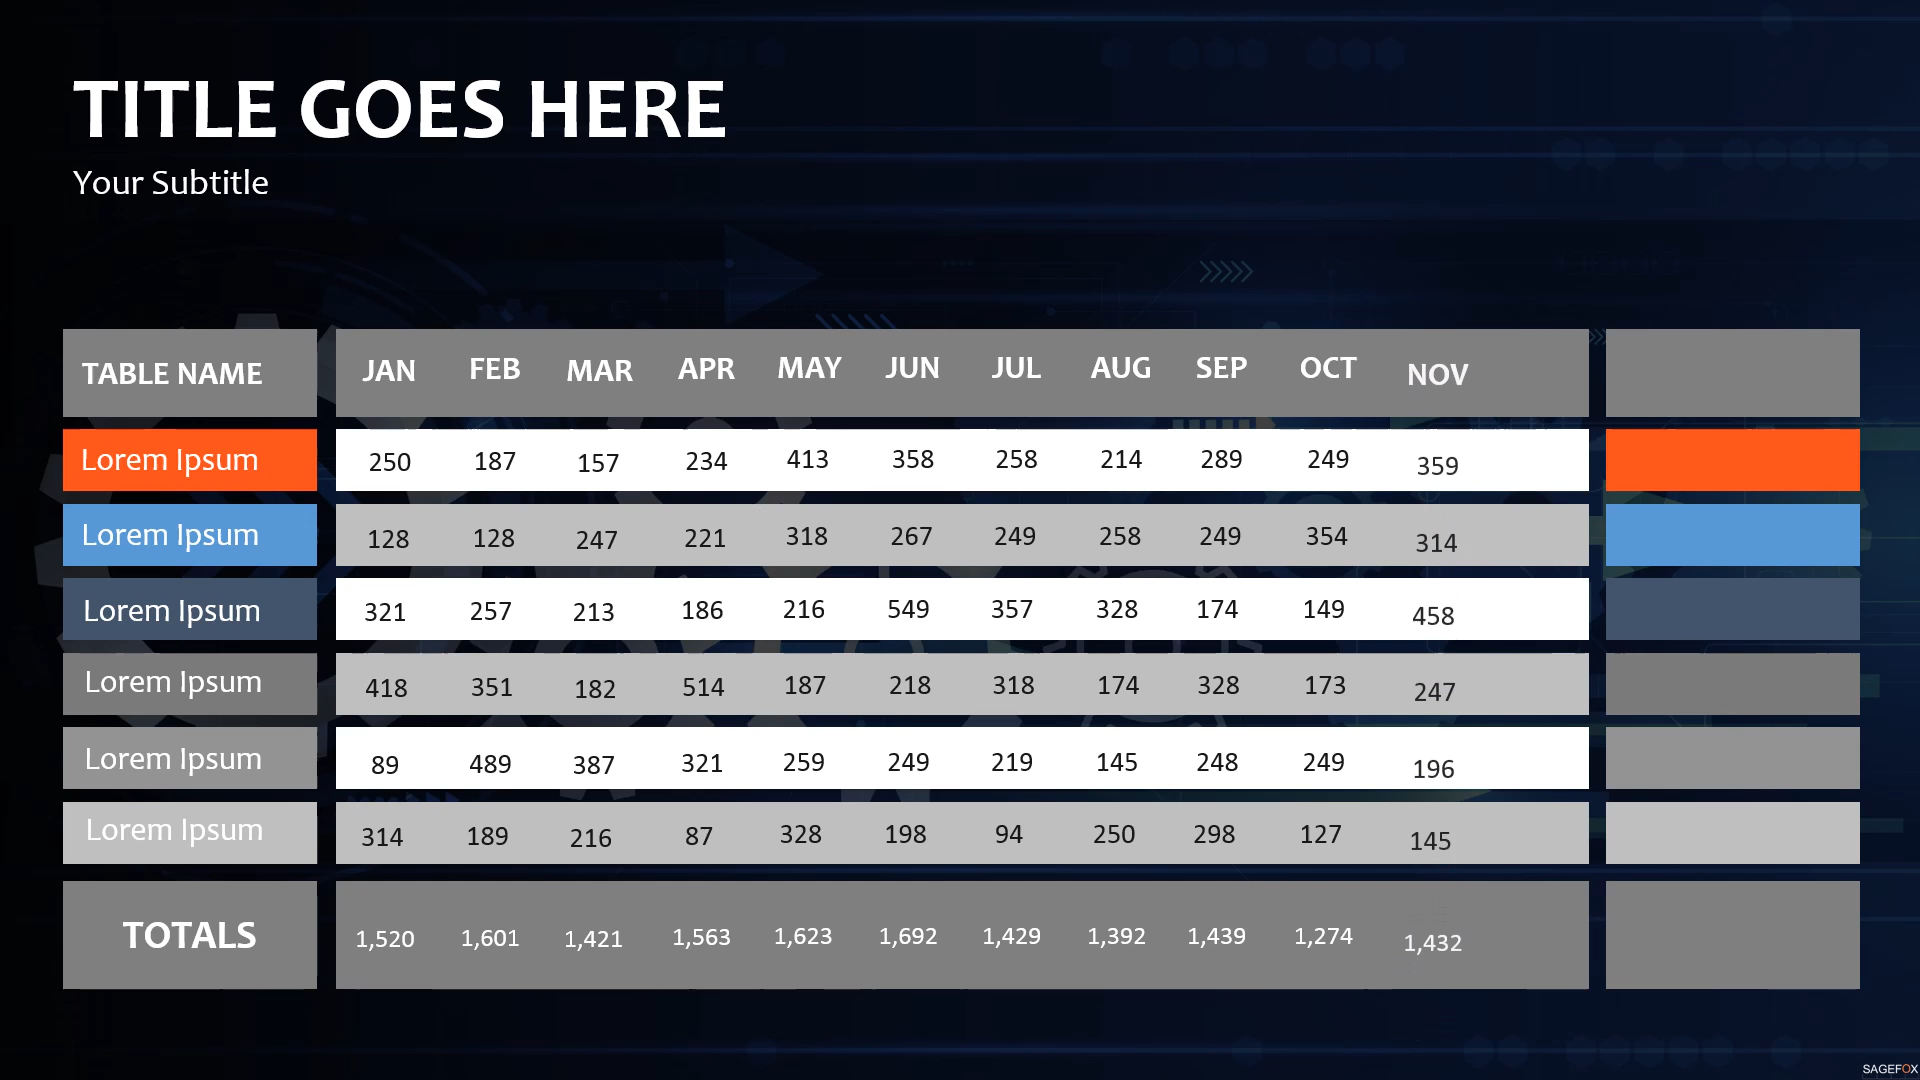 TITLE GOES HERE
Your Subtitle
TABLE NAME JAN FEB MAR APR MAY JUN JUL AUG SEP OCT NOV
Lorem Ipsum 250 187 157 234 413 358 258 214 289 249 359
Lorem Ipsum 128 128 247 221 318 267 249 258 249 354 314
Lorem Ipsum 321 257 213 186 216 549 357 328 174 149 458
Lorem Ipsum 418 351 182 514 187 218 318 174 328 173 247
Lorem Ipsum 89 489 387 321 259 249 219 145 248 249 196
Lorem Ipsum 314 189 216 87 328 198 94 250 298 127 145
TOTALS 1,520 1,601 1,421 1,563 1,623 1,692 1,429 1,392 1,439 1,274 1,432
SAGEFOX